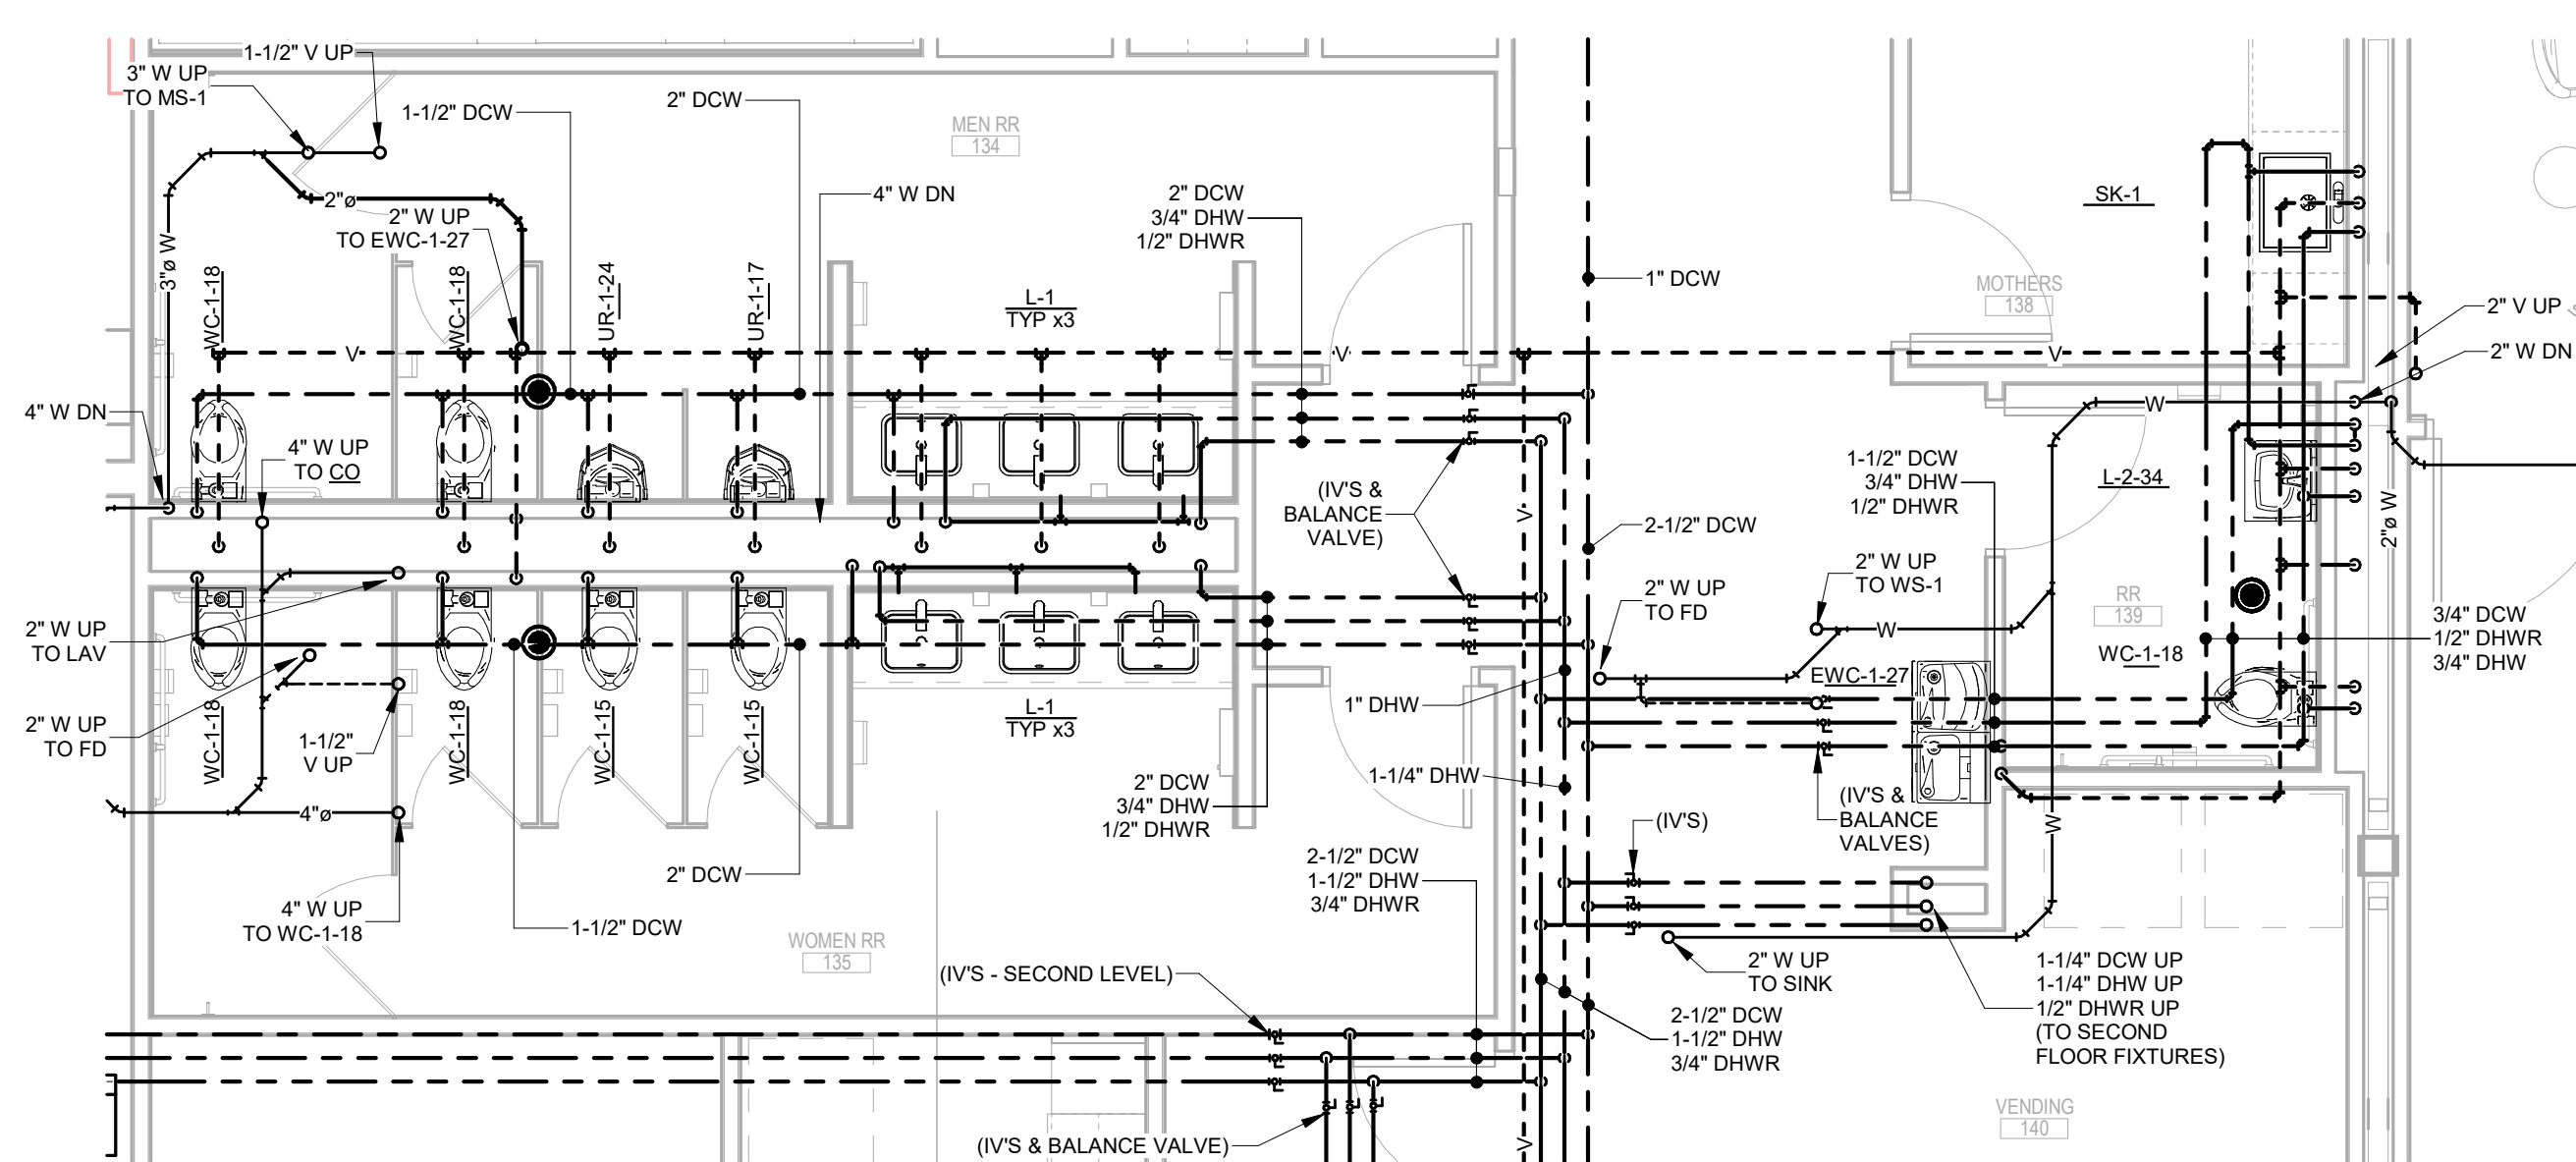 1-1/2" V UP
3" W UP
TO MS-1
1-1/2" DCW
2" DCW
MEN RR
134
4" W DN
2"ø
2" W UP
TO EWC-1-27
3"ø W
2" DCW
3/4" DHW
1/2" DHWR
SK-1
1" DCW
MOTHERS
138
WC-1-18
WC-1-18
UR-1-24
UR-1-17
L-1
TYP x3
2" V UP
2" W DN
V
V
V
4" W DN
4" W UP
TO CO
W
1-1/2" DCW
3/4" DHW
1/2" DHWR
L-2-34
(IV'S &
BALANCE
VALVE)
V
2-1/2" DCW
2"ø W
2" W UP
TO WS-1
2" W UP
TO FD
RR
139
2" W UP
TO LAV
W
3/4" DCW
1/2" DHWR
3/4" DHW
WC-1-18
EWC-1-27
2" W UP
TO FD
1-1/2"
V UP
WC-1-18
WC-1-18
WC-1-15
WC-1-15
L-1
TYP x3
1" DHW
1-1/4" DHW
2" DCW
3/4" DHW
1/2" DHWR
4"ø
(IV'S &
BALANCE
VALVES)
(IV'S)
W
2" DCW
2-1/2" DCW
1-1/2" DHW
3/4" DHWR
4" W UP
TO WC-1-18
1-1/2" DCW
WOMEN RR
135
(IV'S - SECOND LEVEL)
2" W UP
TO SINK
1-1/4" DCW UP
1-1/4" DHW UP
1/2" DHWR UP
(TO SECOND
FLOOR FIXTURES)
2-1/2" DCW
1-1/2" DHW
3/4" DHWR
VENDING
140
(IV'S & BALANCE VALVE)
V